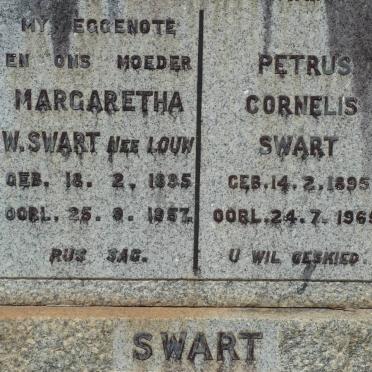 MY EGGENOTE
EN ONS MOEDER
MARGARETHA
W. SWART NEE LOUW
GEB. 18. 2. 1895
OORL. 25. 9. 1957.
RUS SAG.
PETRUS
CORNELIS
SWART
GEB. 14. 2. 1895
OORL. 24. 7. 1969
U WIL GESKIED.
SWART